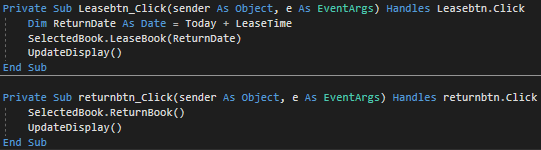 Private Sub Leasebtn_Click(sender As Object, e As EventArgs) Handles Leasebtn.Click
    Dim ReturnDate As Date = Today + LeaseTime
    SelectedBook.LeaseBook(ReturnDate)
    UpdateDisplay()
End Sub
Private Sub returnbtn_Click(sender As Object, e As EventArgs) Handles returnbtn.Click
    SelectedBook.ReturnBook()
    UpdateDisplay()
End Sub